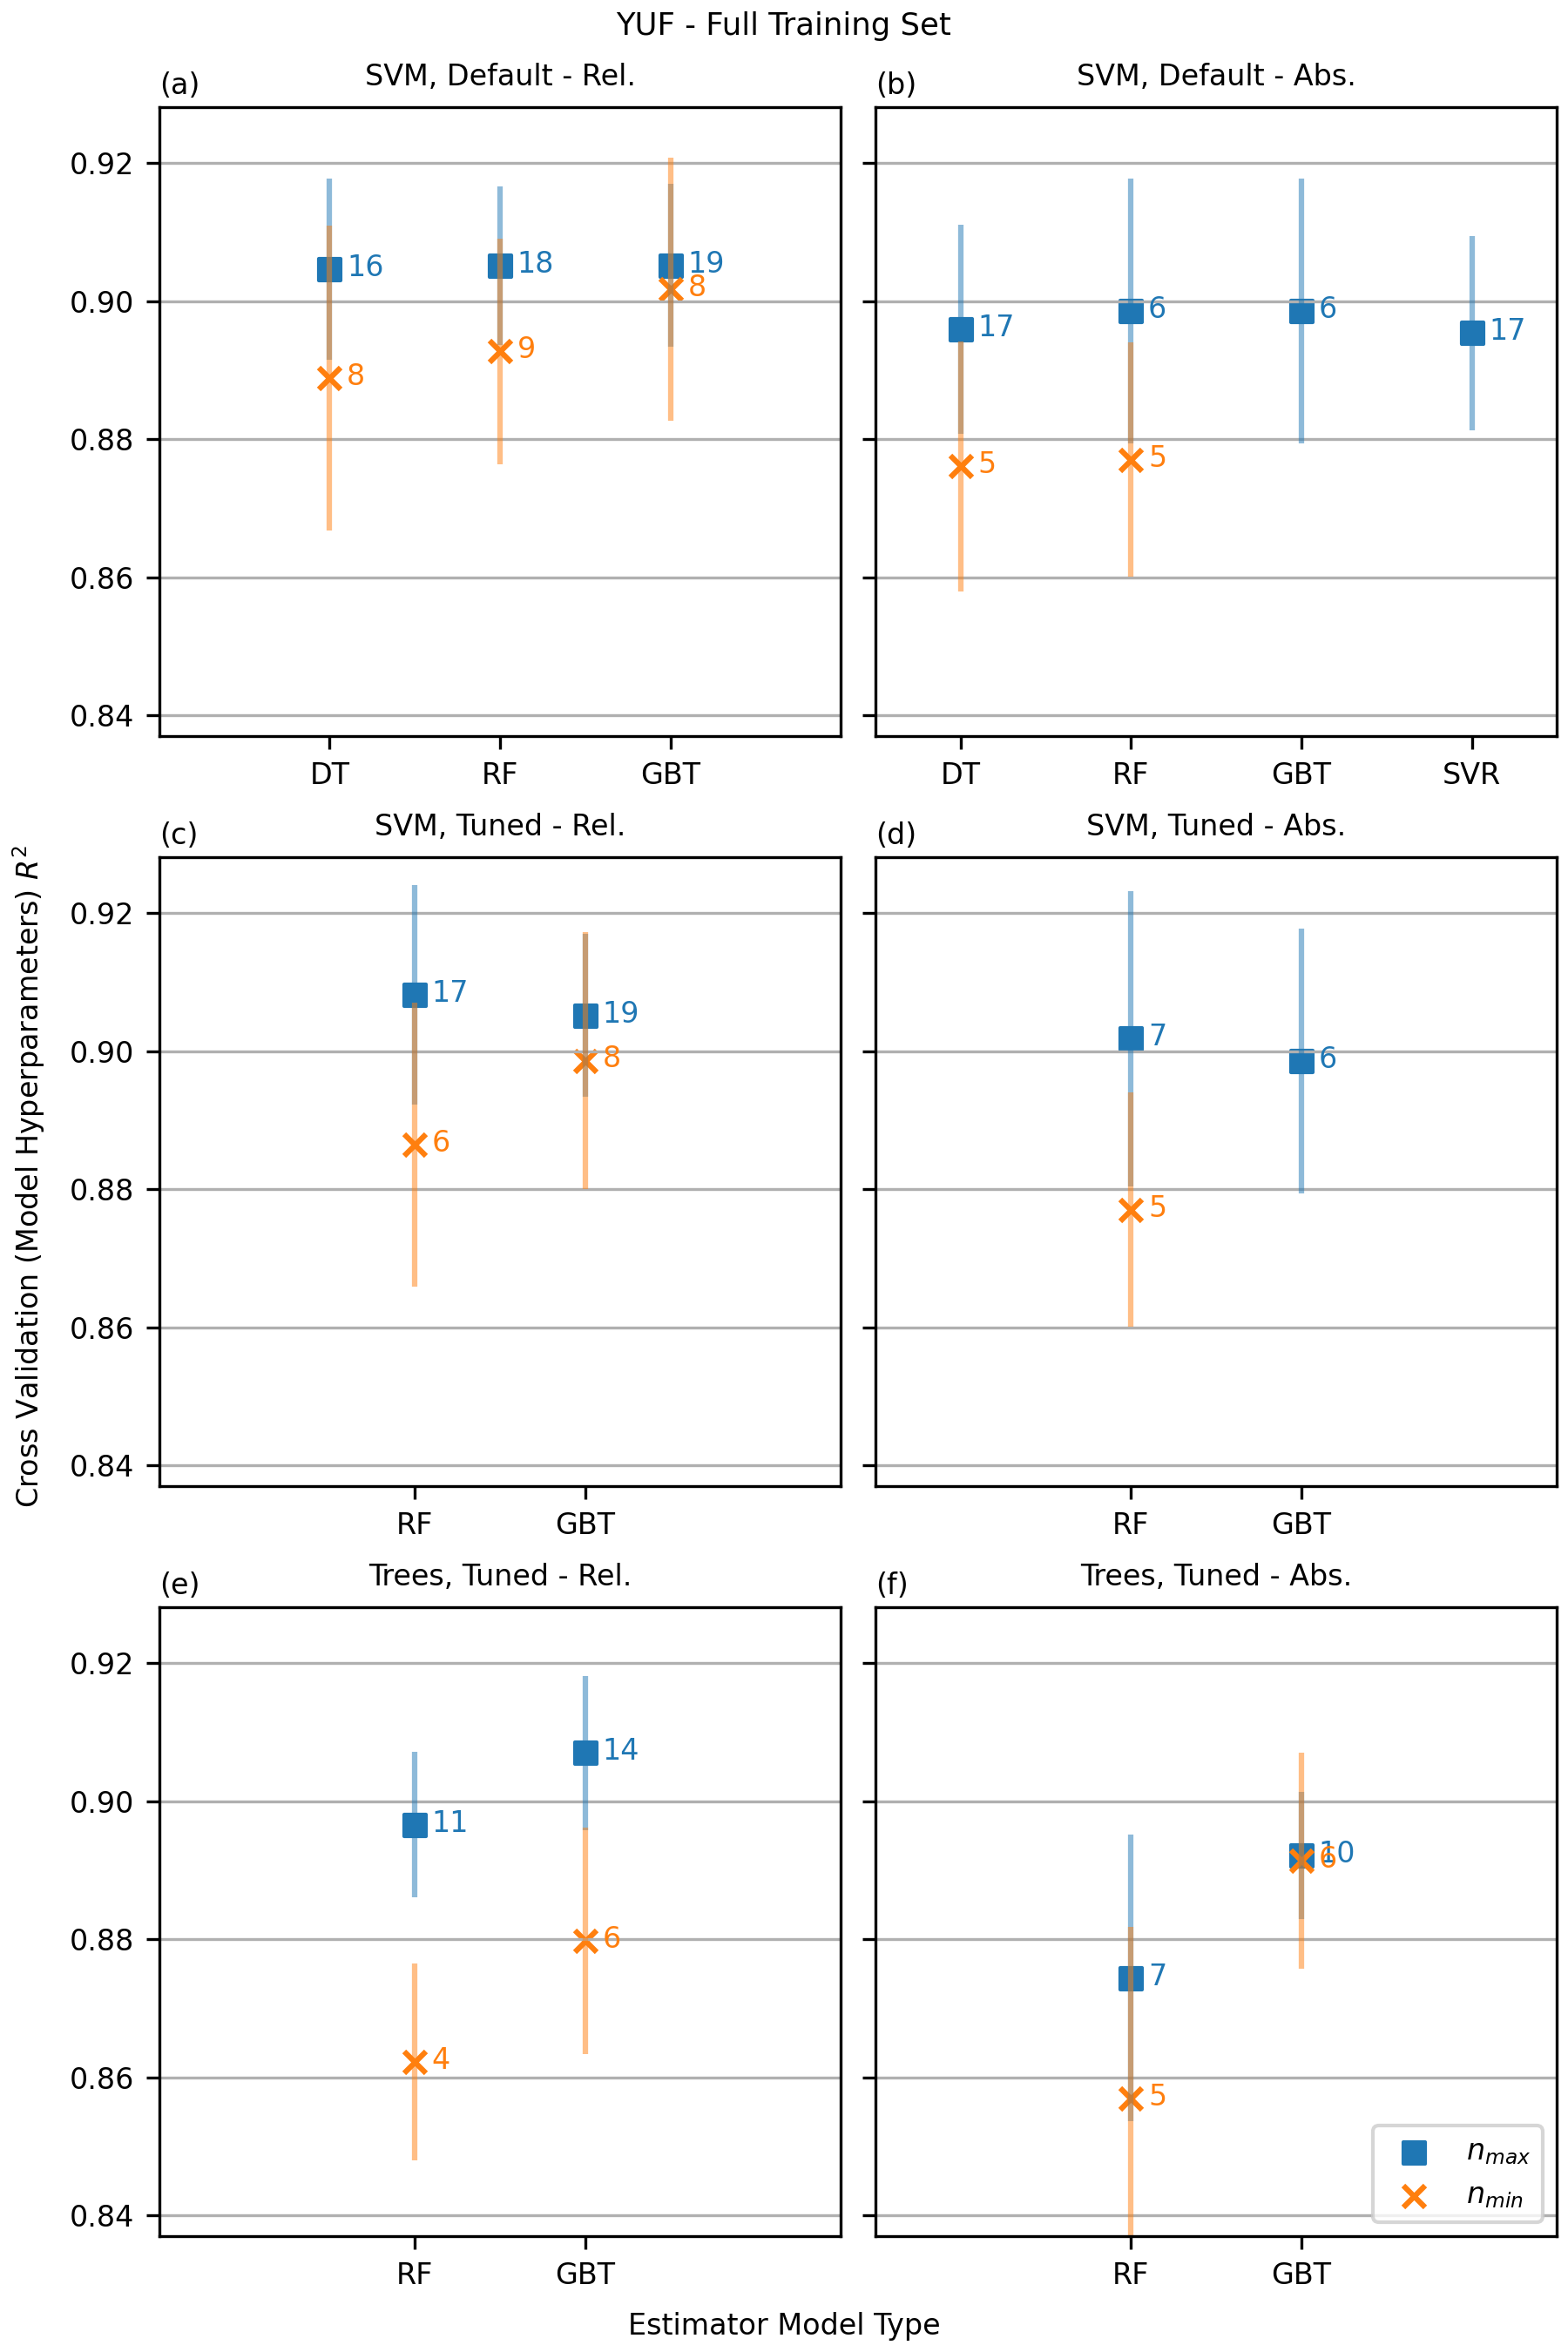 YUF - Full Training Set
(a) SVM, Default - Rel.
0.92
0.90
0.88
0.86
0.84
16
18
19
8
9
8
DT RF GBT
(b) SVM, Default - Abs.
17
6
6
17
5
5
DT RF GBT SVR
Cross Validation (Model Hyperparameters) R²
(c) SVM, Tuned - Rel.
0.92
0.90
0.88
0.86
0.84
17
19
6
8
RF GBT
(d) SVM, Tuned - Abs.
7
6
5
RF GBT
(e) Trees, Tuned - Rel.
0.92
0.90
0.88
0.86
0.84
11
14
4
6
RF GBT
(f) Trees, Tuned - Abs.
7
10
5
6
n_max
n_min
RF GBT
Estimator Model Type